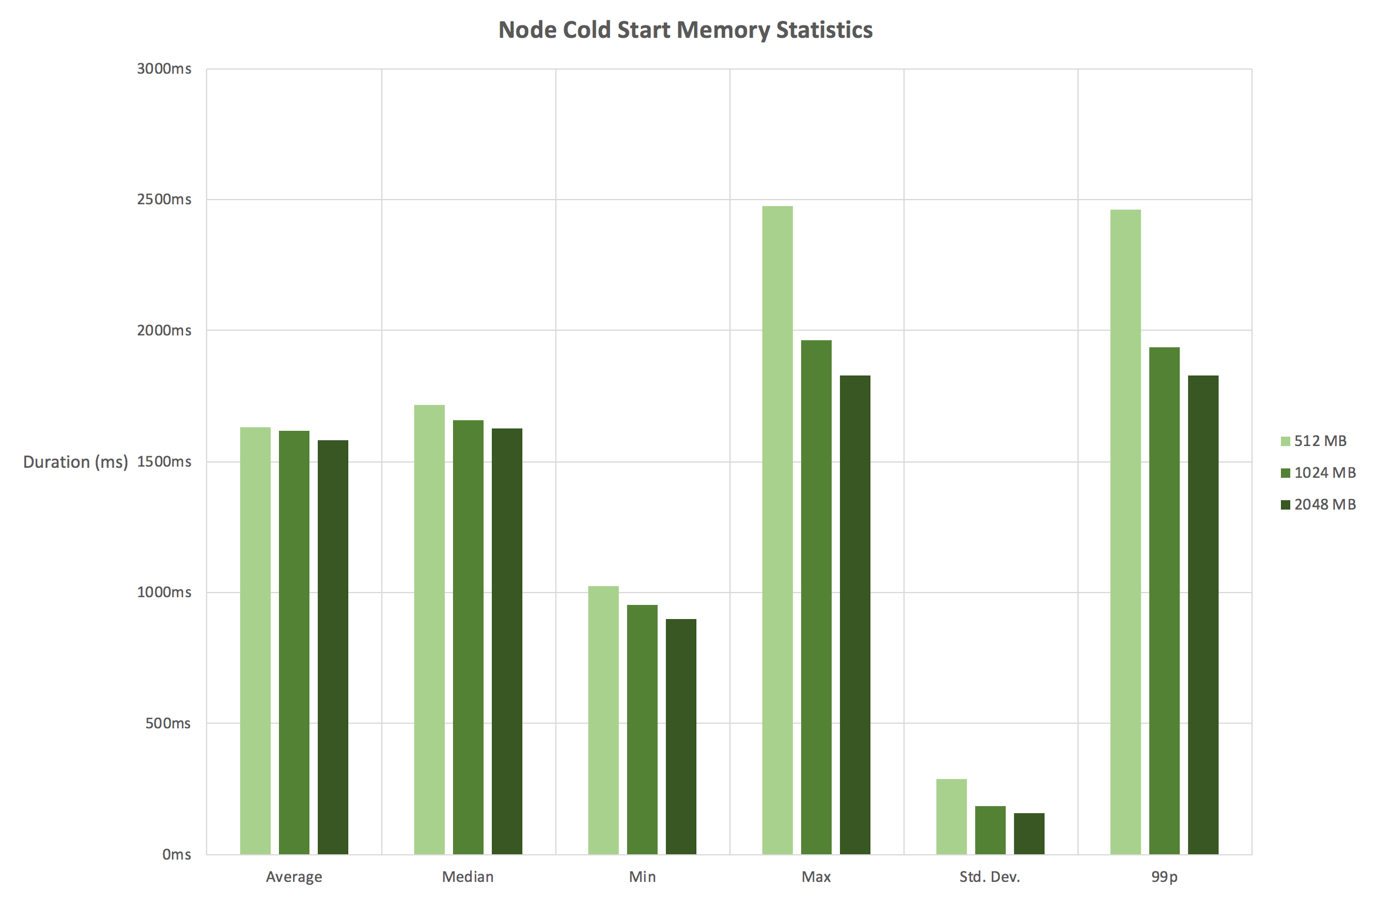 Node Cold Start Memory Statistics
3000ms
2500ms
2000ms
Duration (ms) 1500ms
1000ms
500ms
0ms
Average Median Min Max Std. Dev. 99p
512 MB
1024 MB
2048 MB